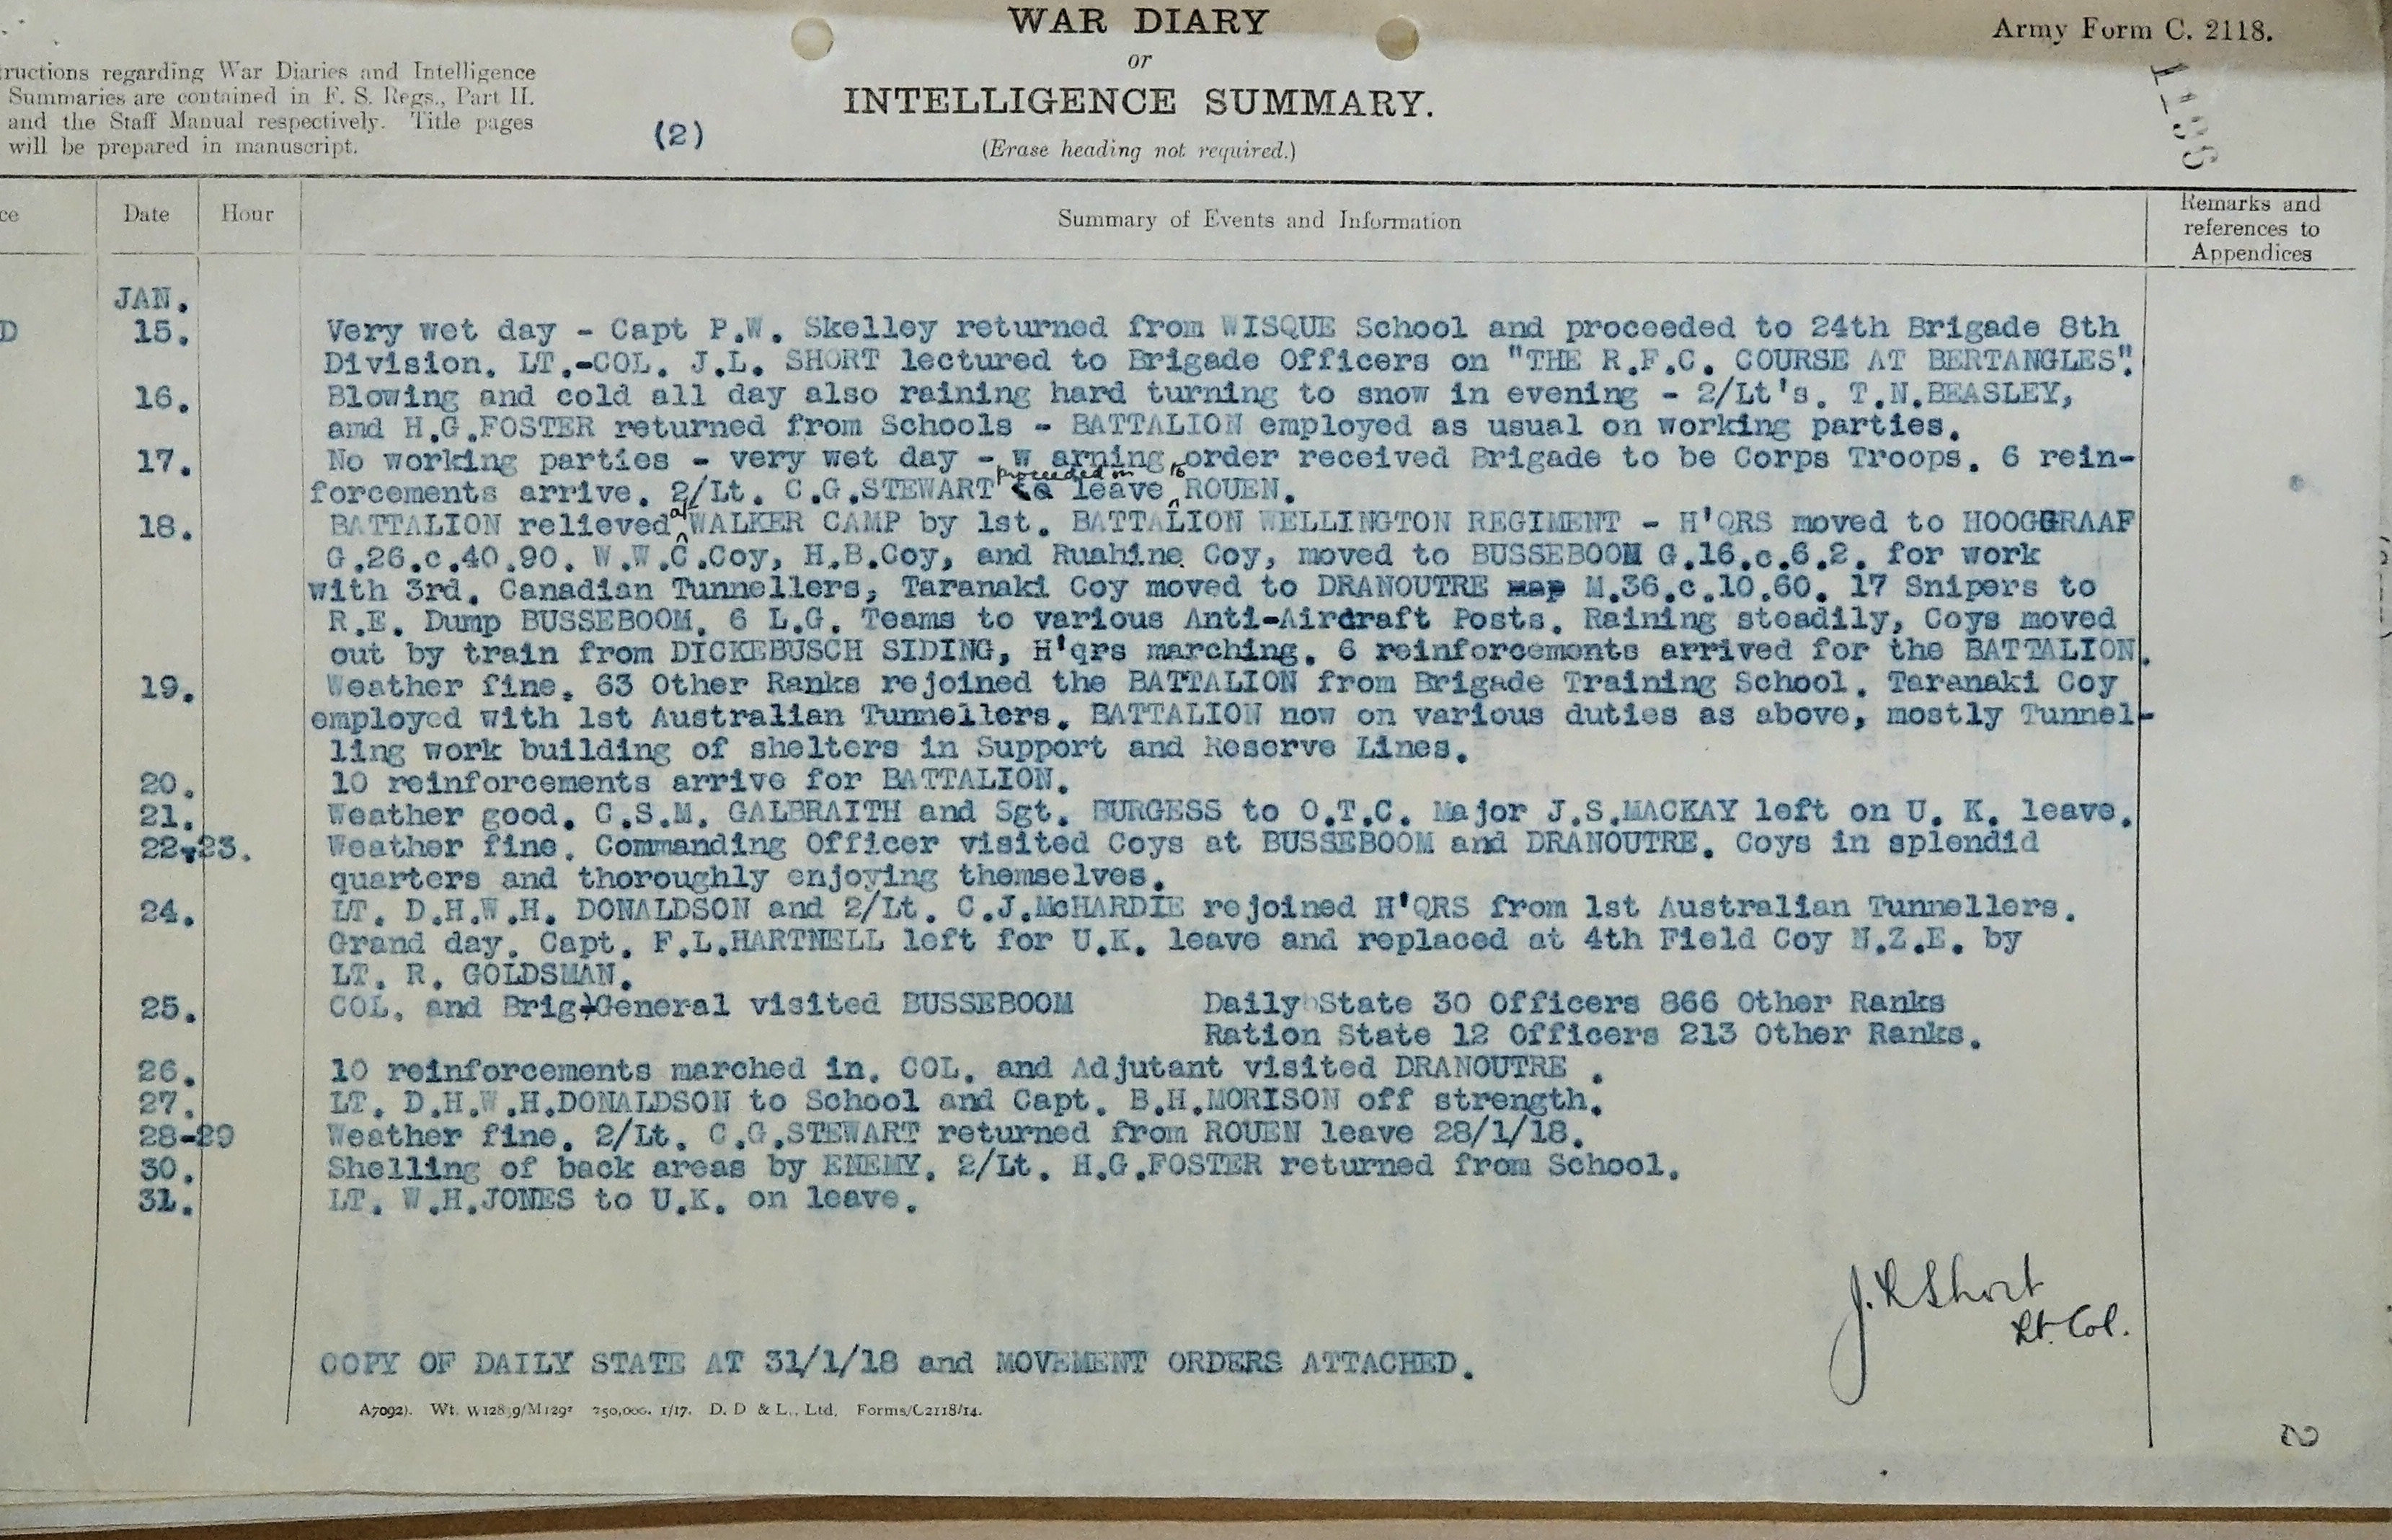 WAR DIARY
or
INTELLIGENCE SUMMARY.
(Erase heading not required.)
Army Form C. 2118.
ructions regarding War Diaries and Intelligence
Summaries are contained in F. S. Regs., Part II.
and the Staff Manual respectively. Title pages
will be prepared in manuscript.
(2)
ce Date Hour Summary of Events and Information Remarks and
references to
Appendices
JAN.
D 15. Very wet day - Capt P.W. Skelley returned from WISQUE School and proceeded to 24th Brigade 8th
Division. LT.-COL. J.L. SHORT lectured to Brigade Officers on "THE R.F.C. COURSE AT BERTANGLES".
16. Blowing and cold all day also raining hard turning to snow in evening - 2/Lt's. T.N.BEASLEY,
amd H.G.FOSTER returned from Schools - BATTALION employed as usual on working parties.
17. No working parties - very wet day - w arning order received Brigade to be Corps Troops. 6 rein-
forcements arrive. 2/Lt. C.G.STEWART proceeded on leave to ROUEN.
18. BATTALION relieved at WALKER CAMP by 1st. BATTALION WELLINGTON REGIMENT - H'QRS moved to HOOGGRAAF
G.26.c.40.90. W.W.C.Coy, H.B.Coy, and Ruahine Coy, moved to BUSSEBOOM G.16.c.6.2. for work
with 3rd. Canadian Tunnellers, Taranaki Coy moved to DRANOUTRE map M.36.c.10.60. 17 Snipers to
R.E. Dump BUSSEBOOM. 6 L.G. Teams to various Anti-Airdraft Posts. Raining steadily, Coys moved
out by train from DICKEBUSCH SIDING, H'qrs marching. 6 reinforcements arrived for the BATTALION.
19. Weather fine. 63 Other Ranks rejoined the BATTALION from Brigade Training School. Taranaki Coy
employed with 1st Australian Tunnellers. BATTALION now on various duties as above, mostly Tunnel-
ling work building of shelters in Support and Reserve Lines.
20. 10 reinforcements arrive for BATTALION.
21. Weather good. C.S.M. GALBRAITH and Sgt. BURGESS to O.T.C. Major J.S.MACKAY left on U. K. leave.
22-23. Weather fine. Commanding Officer visited Coys at BUSSEBOOM and DRANOUTRE. Coys in splendid
quarters and thoroughly enjoying themselves.
24. LT. D.H.W.H. DONALDSON and 2/Lt. C.J.McHARDIE rejoined H'QRS from 1st Australian Tunnellers.
Grand day. Capt. F.L.HARTNELL left for U.K. leave and replaced at 4th Field Coy N.Z.E. by
LT. R. GOLDSMAN.
25. COL. and Brig-General visited BUSSEBOOM Daily State 30 Officers 866 Other Ranks
Ration State 12 Officers 213 Other Ranks.
26. 10 reinforcements marched in. COL. and Adjutant visited DRANOUTRE .
27. LT. D.H.W.H.DONALDSON to School and Capt. B.H.MORISON off strength.
28-29 Weather fine. 2/Lt. C.G.STEWART returned from ROUEN leave 28/1/18.
30. Shelling of back areas by ENEMY. 2/Lt. H.G.FOSTER returned from School.
31. LT. W.H.JONES to U.K. on leave.
J.L Short
Lt. Col.
COPY OF DAILY STATE AT 31/1/18 and MOVEMENT ORDERS ATTACHED.
750,000. 1/17. D. D & L., Ltd. Forms/C2118/14.